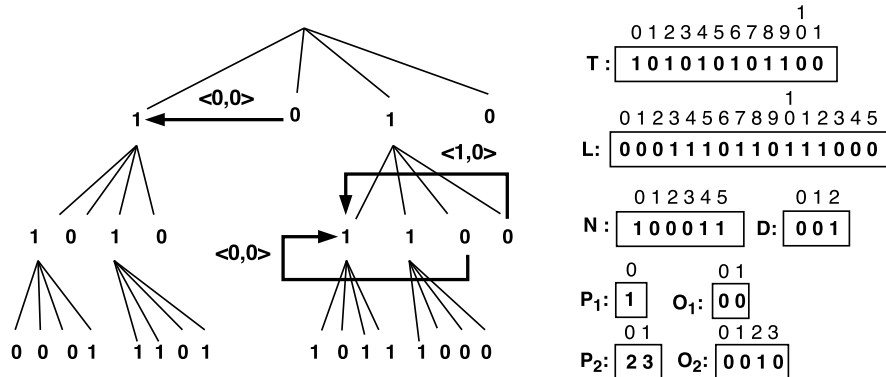 <0,0>
1 0 1 0
<1,0>
1 0 1 0
<0,0>
1 1 0 0
0 0 0 1 1 1 0 1
1 0 1 1 1 0 0 0
1
0 1 2 3 4 5 6 7 8 9 0 1
T : 1 0 1 0 1 0 1 0 1 1 0 0
1
0 1 2 3 4 5 6 7 8 9 0 1 2 3 4 5
L: 0 0 0 1 1 1 0 1 1 0 1 1 1 0 0 0
0 1 2 3 4 5
0 1 2
N : 1 0 0 0 1 1
D: 0 0 1
0
0 1
P1: 1
O1: 0 0
0 1
0 1 2 3
P2: 2 3
O2: 0 0 1 0